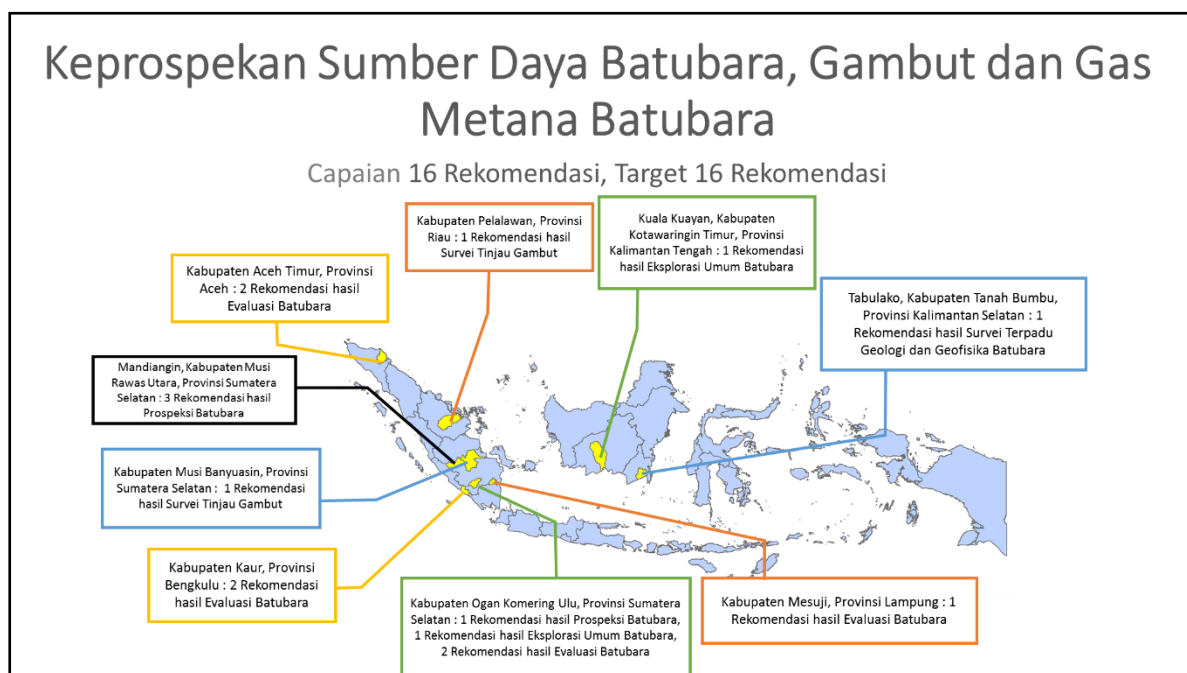 Keprospekan Sumber Daya Batubara, Gambut dan Gas
Metana Batubara
Capaian 16 Rekomendasi, Target 16 Rekomendasi
Kabupaten Pelalawan, Provinsi
Riau : 1 Rekomendasi hasil
Survei Tinjau Gambut
Kuala Kuayan, Kabupaten
Kotawaringin Timur, Provinsi
Kalimantan Tengah : 1 Rekomendasi
hasil Eksplorasi Umum Batubara
Kabupaten Aceh Timur, Provinsi
Aceh : 2 Rekomendasi hasil
Evaluasi Batubara
Tabulako, Kabupaten Tanah Bumbu,
Provinsi Kalimantan Selatan : 1
Rekomendasi hasil Survei Terpadu
Geologi dan Geofisika Batubara
Mandiangin, Kabupaten Musi
Rawas Utara, Provinsi Sumatera
Selatan : 3 Rekomendasi hasil
Prospeksi Batubara
Kabupaten Musi Banyuasin, Provinsi
Sumatera Selatan : 1 Rekomendasi
hasil Survei Tinjau Gambut
Kabupaten Kaur, Provinsi
Bengkulu : 2 Rekomendasi
hasil Evaluasi Batubara
Kabupaten Ogan Komering Ulu, Provinsi Sumatera
Selatan : 1 Rekomendasi hasil Prospeksi Batubara,
1 Rekomendasi hasil Eksplorasi Umum Batubara,
2 Rekomendasi hasil Evaluasi Batubara
Kabupaten Mesuji, Provinsi Lampung : 1
Rekomendasi hasil Evaluasi Batubara